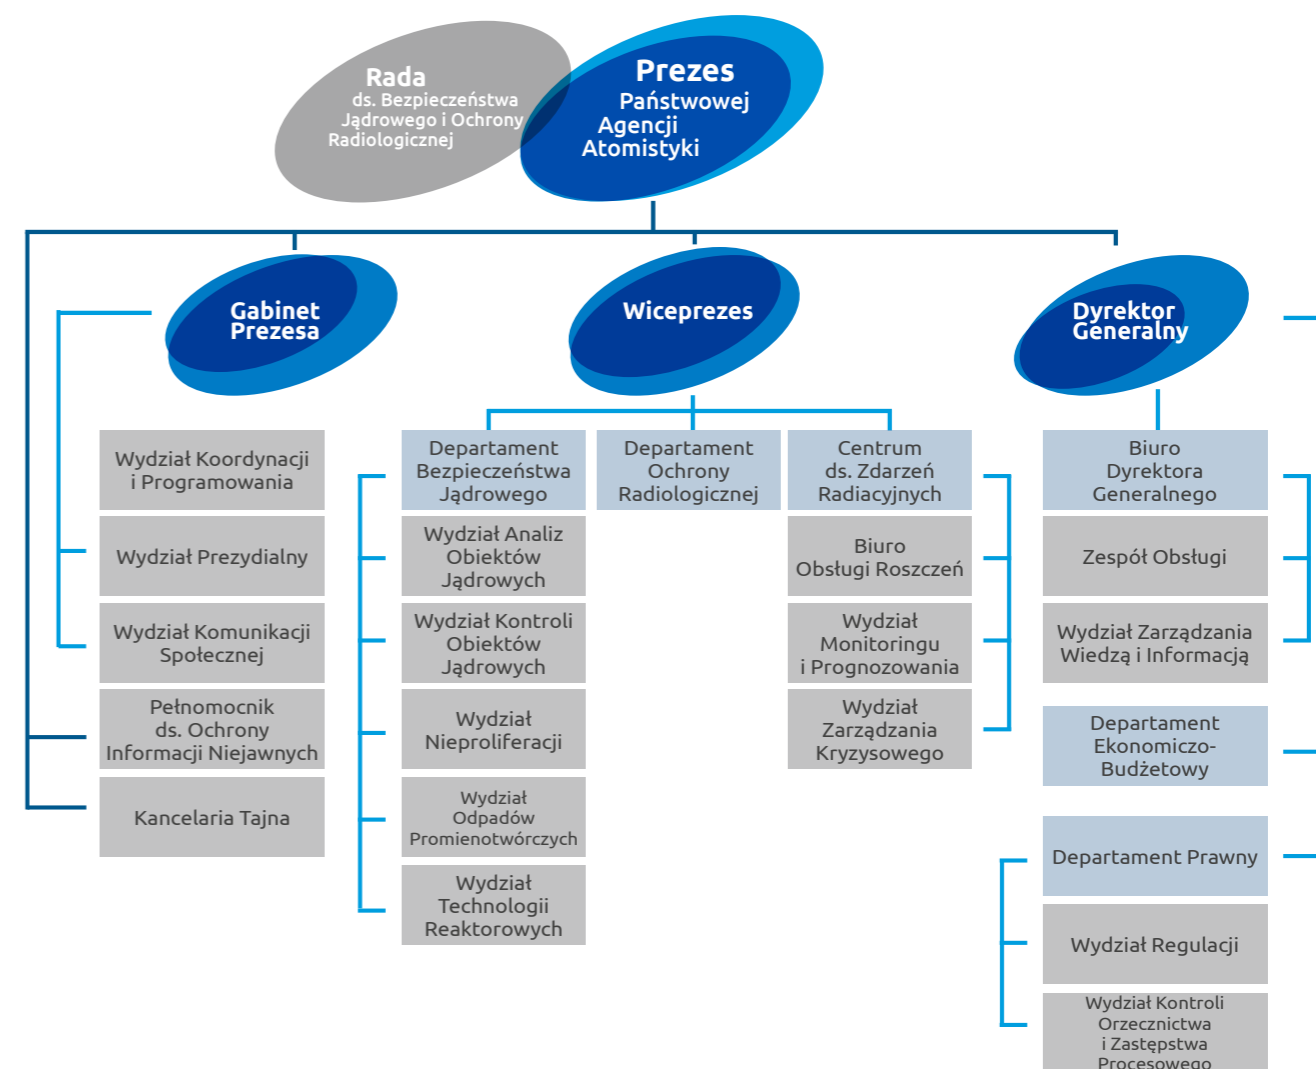 Rada
ds. Bezpieczeństwa
Jądrowego i Ochrony
Radiologicznej
Prezes
Państwowej
Agencji
Atomistyki
Gabinet
Prezesa
Wiceprezes
Dyrektor
Generalny
Wydział Koordynacji
i Programowania
Wydział Prezydialny
Wydział Komunikacji
Społecznej
Pełnomocnik
ds. Ochrony
Informacji Niejawnych
Kancelaria Tajna
Departament
Bezpieczeństwa
Jądrowego
Wydział Analiz
Obiektów
Jądrowych
Wydział Kontroli
Obiektów
Jądrowych
Wydział
Nieproliferacji
Wydział
Odpadów
Promienotwórczych
Wydział
Technologii
Reaktorowych
Departament
Ochrony
Radiologicznej
Centrum
ds. Zdarzeń
Radiacyjnych
Biuro
Obsługi Roszczeń
Wydział
Monitoringu
i Prognozowania
Wydział
Zarządzania
Kryzysowego
Biuro
Dyrektora
Generalnego
Zespół Obsługi
Wydział Zarządzania
Wiedzą i Informacją
Departament
Ekonomiczo-
Budżetowy
Departament Prawny
Wydział Regulacji
Wydział Kontroli
Orzecznictwa
i Zastępstwa
Procesowego